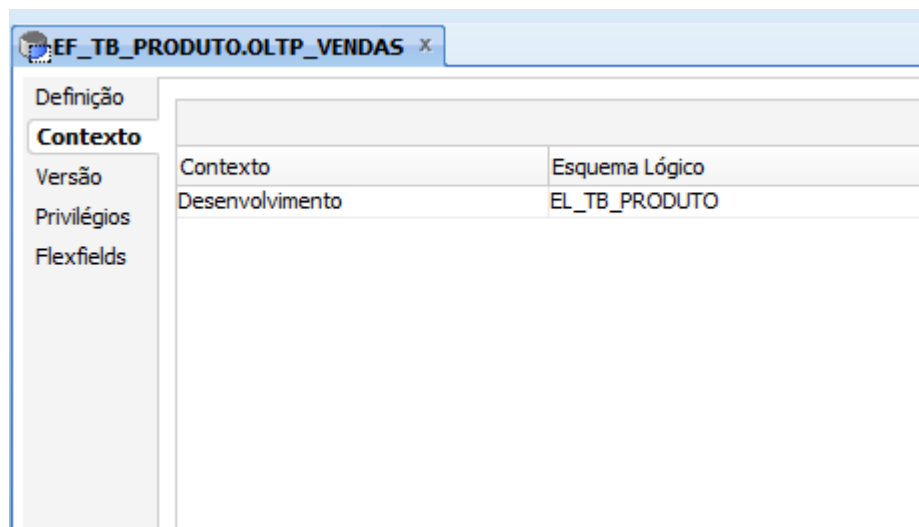 EF_TB_PRODUTO.OLTP_VENDAS x
Definição
Contexto
Versão
Privilégios
Flexfields
Contexto Esquema Lógico
Desenvolvimento EL_TB_PRODUTO